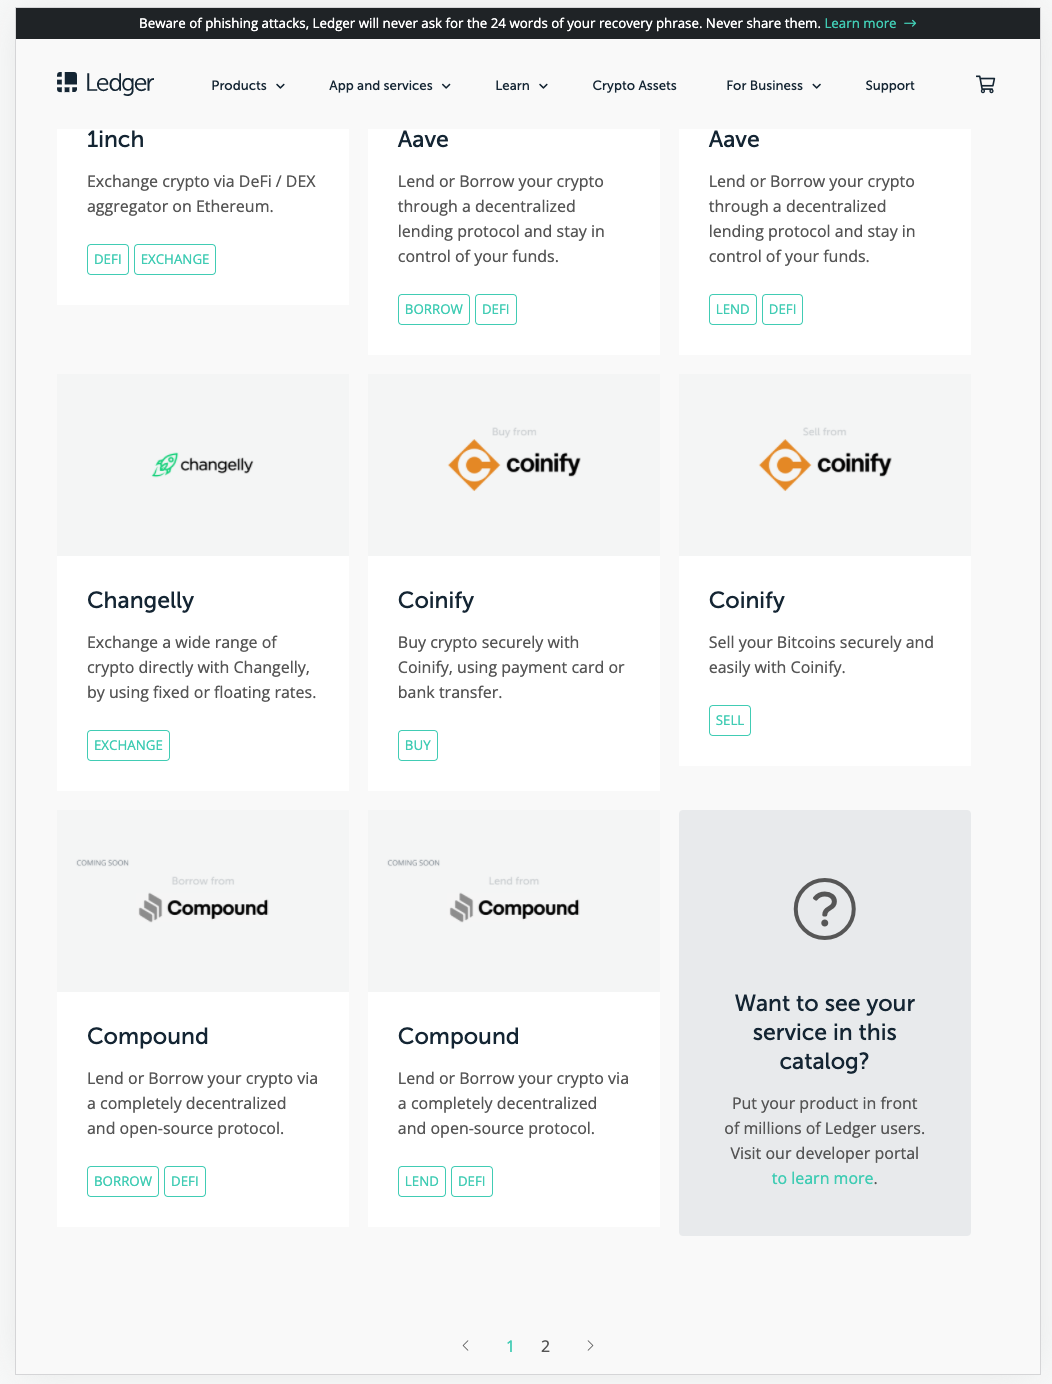 Beware of phishing attacks, Ledger will never ask for the 24 words of your recovery phrase. Never share them. Learn more →
Ledger
Products
App and services
Learn
Crypto Assets
For Business
Support
1inch
Exchange crypto via DeFi / DEX
aggregator on Ethereum.
DEFI
EXCHANGE
Aave
Lend or Borrow your crypto
through a decentralized
lending protocol and stay in
control of your funds.
BORROW
DEFI
Aave
Lend or Borrow your crypto
through a decentralized
lending protocol and stay in
control of your funds.
LEND
DEFI
changelly
Changelly
Exchange a wide range of
crypto directly with Changelly,
by using fixed or floating rates.
EXCHANGE
Buy from
coinify
Coinify
Buy crypto securely with
Coinify, using payment card or
bank transfer.
BUY
Sell from
coinify
Coinify
Sell your Bitcoins securely and
easily with Coinify.
SELL
COMING SOON
Borrow from
Compound
Compound
Lend or Borrow your crypto via
a completely decentralized
and open-source protocol.
BORROW
DEFI
COMING SOON
Lend from
Compound
Compound
Lend or Borrow your crypto via
a completely decentralized
and open-source protocol.
LEND
DEFI
?
Want to see your
service in this
catalog?
Put your product in front
of millions of Ledger users.
Visit our developer portal
to learn more.
< 1 2 >